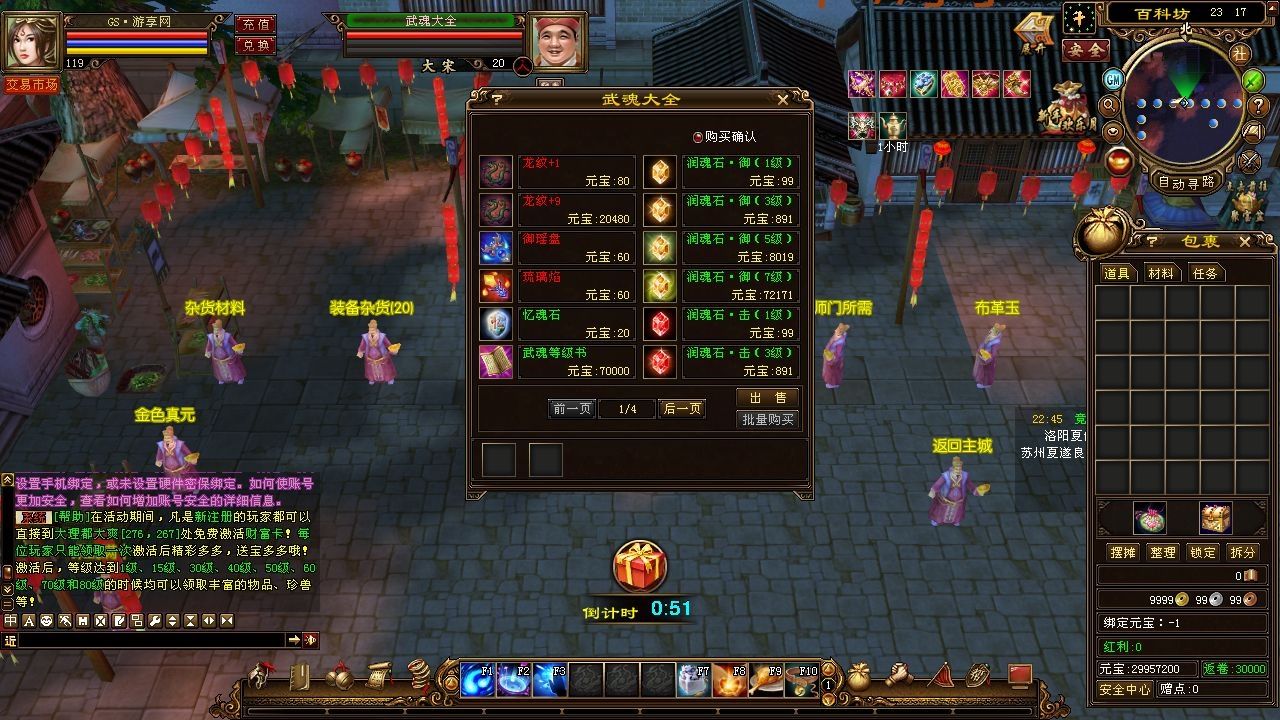 GS·游享网
119
充值
兑换
交易市场
武魂大全
大宋
20
展开
安全
百科坊
23 17
北
社
GM
自动寻路
1小时
武魂大全
购买确认
龙纹+1
元宝:80
润魂石·御(1级)
元宝:99
龙纹+9
元宝:20480
润魂石·御(3级)
元宝:891
御瑶盘
元宝:60
润魂石·御(5级)
元宝:8019
琉璃焰
元宝:60
润魂石·御(7级)
元宝:72171
忆魂石
元宝:20
润魂石·击(1级)
元宝:99
武魂等级书
元宝:70000
润魂石·击(3级)
元宝:891
前一页
1/4
后一页
出 售
批量购买
杂货材料
装备杂货(20)
师门所需
布革玉
金色真元
返回主城
22:45 竟
洛阳夏
苏州夏遂良
包裹
道具
材料
任务
摆摊
整理
锁定
拆分
0
9999 99 99
绑定元宝:-1
红利:0
元宝:29957200
返卷:30000
安全中心
赠点:0
设置手机绑定，或未设置硬件密保绑定。如何使账号
更加安全，查看如何增加账号安全的详细信息。
[帮助]在活动期间，凡是新注册的玩家都可以
直接到大理都大爽[276,267]处免费激活财富卡！每
位玩家只能领取一次激活后精彩多多，送宝多多哦！
激活后，等级达到1级、15级、30级、40级、50级、60
级、70级和80级的时候均可以领取丰富的物品、珍兽
等！
近
倒计时 0:51
F1
F2
F3
F7
F8
F9
F10